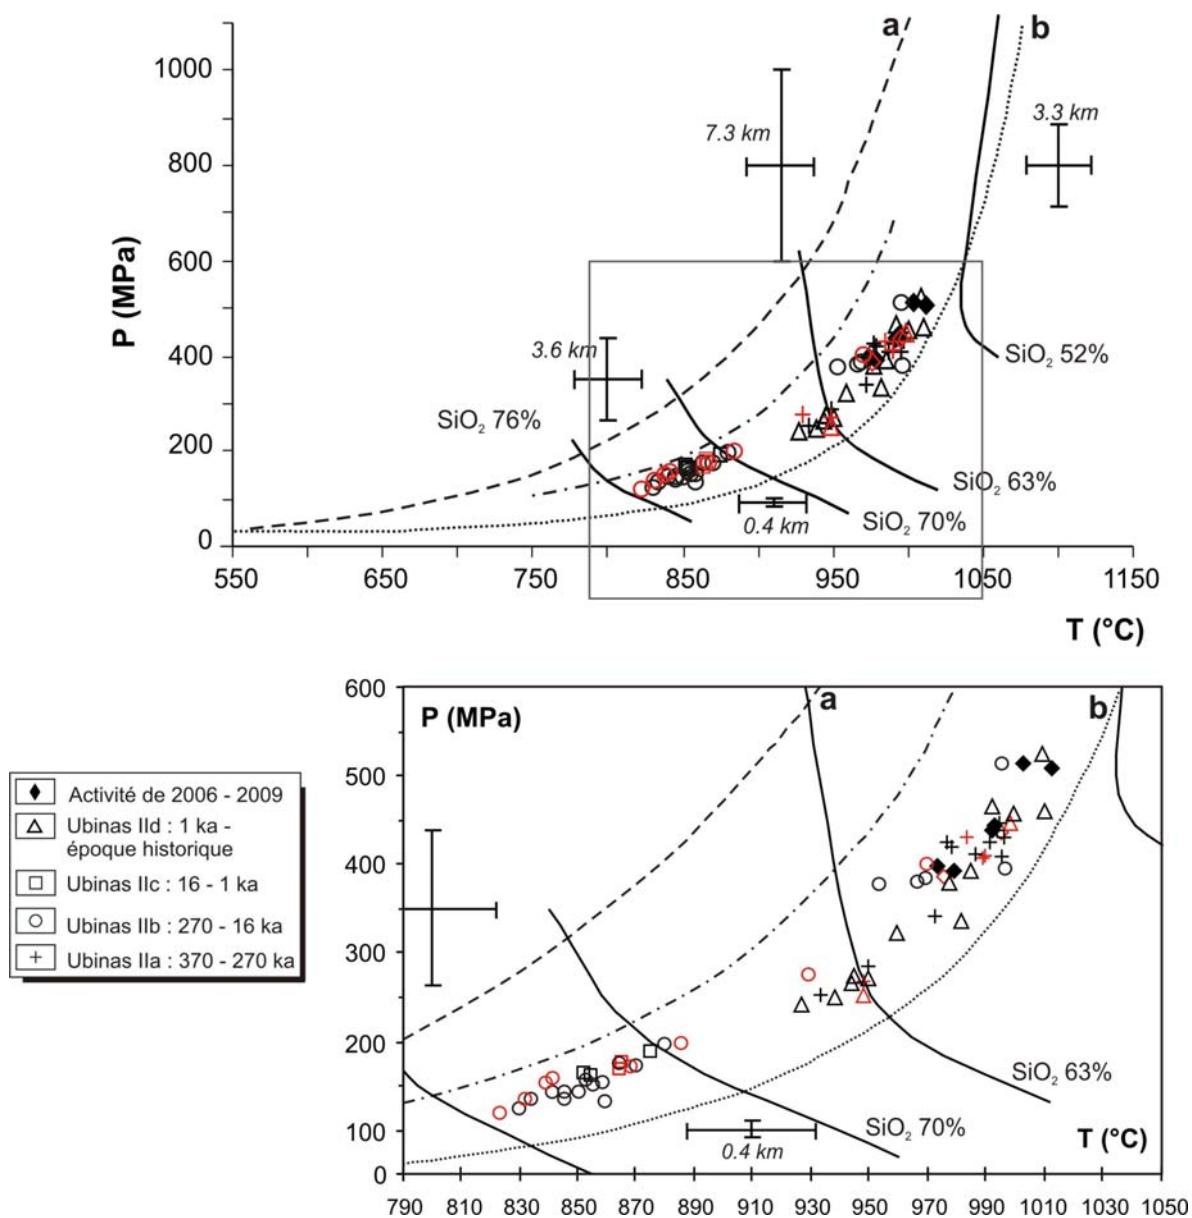 a
b
1000
7.3 km
3.3 km
800
P (MPa)
600
400
3.6 km
SiO₂ 52%
SiO₂ 76%
200
SiO₂ 63%
0.4 km
SiO₂ 70%
0
550
650
750
850
950
1050
1150
T (°C)
600
P (MPa)
a
b
500
400
300
200
100
0
SiO₂ 63%
SiO₂ 70%
0.4 km
T (°C)
790 810 830 850 870 890 910 930 950 970 990 1010 1030 1050
Activité de 2006 - 2009
Ubinas IId : 1 ka -
époque historique
Ubinas IIc : 16 - 1 ka
Ubinas IIb : 270 - 16 ka
Ubinas IIa : 370 - 270 ka